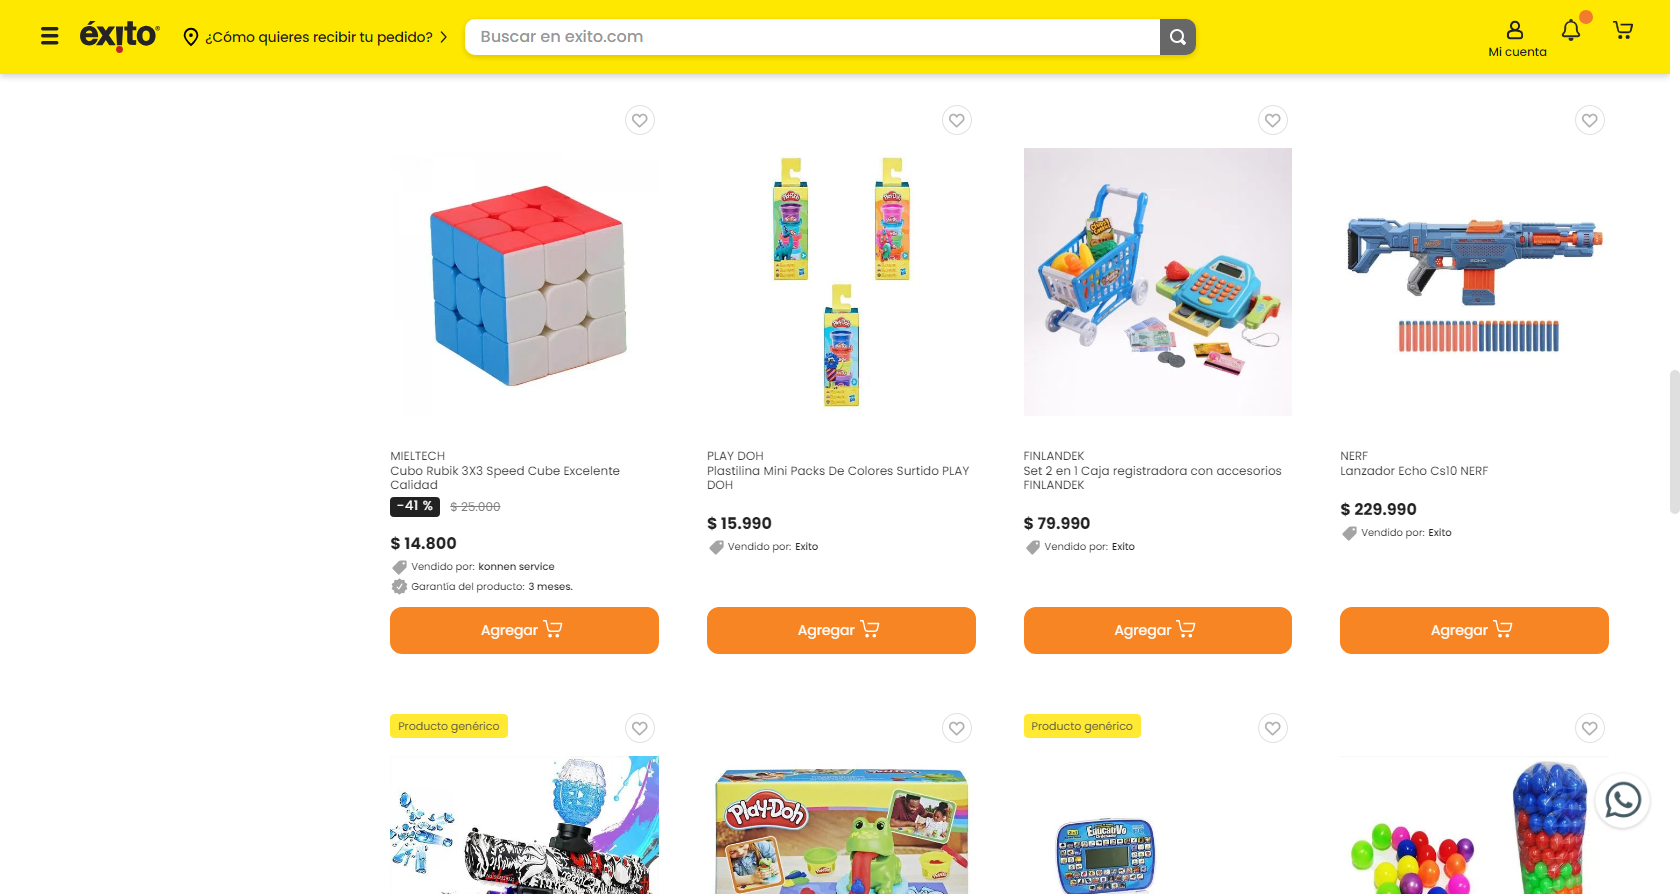 éxito
¿Cómo quieres recibir tu pedido?
Buscar en exito.com
Mi cuenta
MIELTECH
Cubo Rubik 3X3 Speed Cube Excelente
Calidad
-41 %
$ 25.000
$ 14.800
Vendido por: konnen service
Garantía del producto: 3 meses.
Agregar
PLAY DOH
Plastilina Mini Packs De Colores Surtido PLAY
DOH
$ 15.990
Vendido por: Exito
Agregar
FINLANDEK
Set 2 en 1 Caja registradora con accesorios
FINLANDEK
$ 79.990
Vendido por: Exito
Agregar
NERF
Lanzador Echo Cs10 NERF
$ 229.990
Vendido por: Exito
Agregar
Producto genérico
Play-Doh
Producto genérico
Educativo